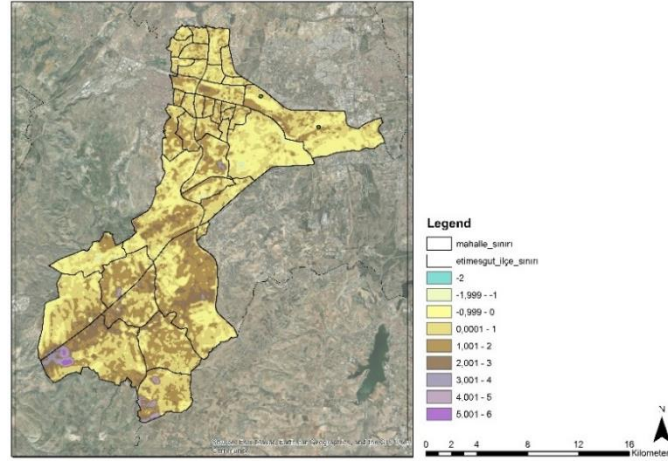 Legend
mahalle_sınırı
etimesgut_ilçe_sınırı
-2
-1,999 - -1
-0,999 - 0
0,0001 - 1
1,001 - 2
2,001 - 3
3,001 - 4
4.001 - 5
5.001 - 6
N
0 2 4 8 12 16
Kilometers